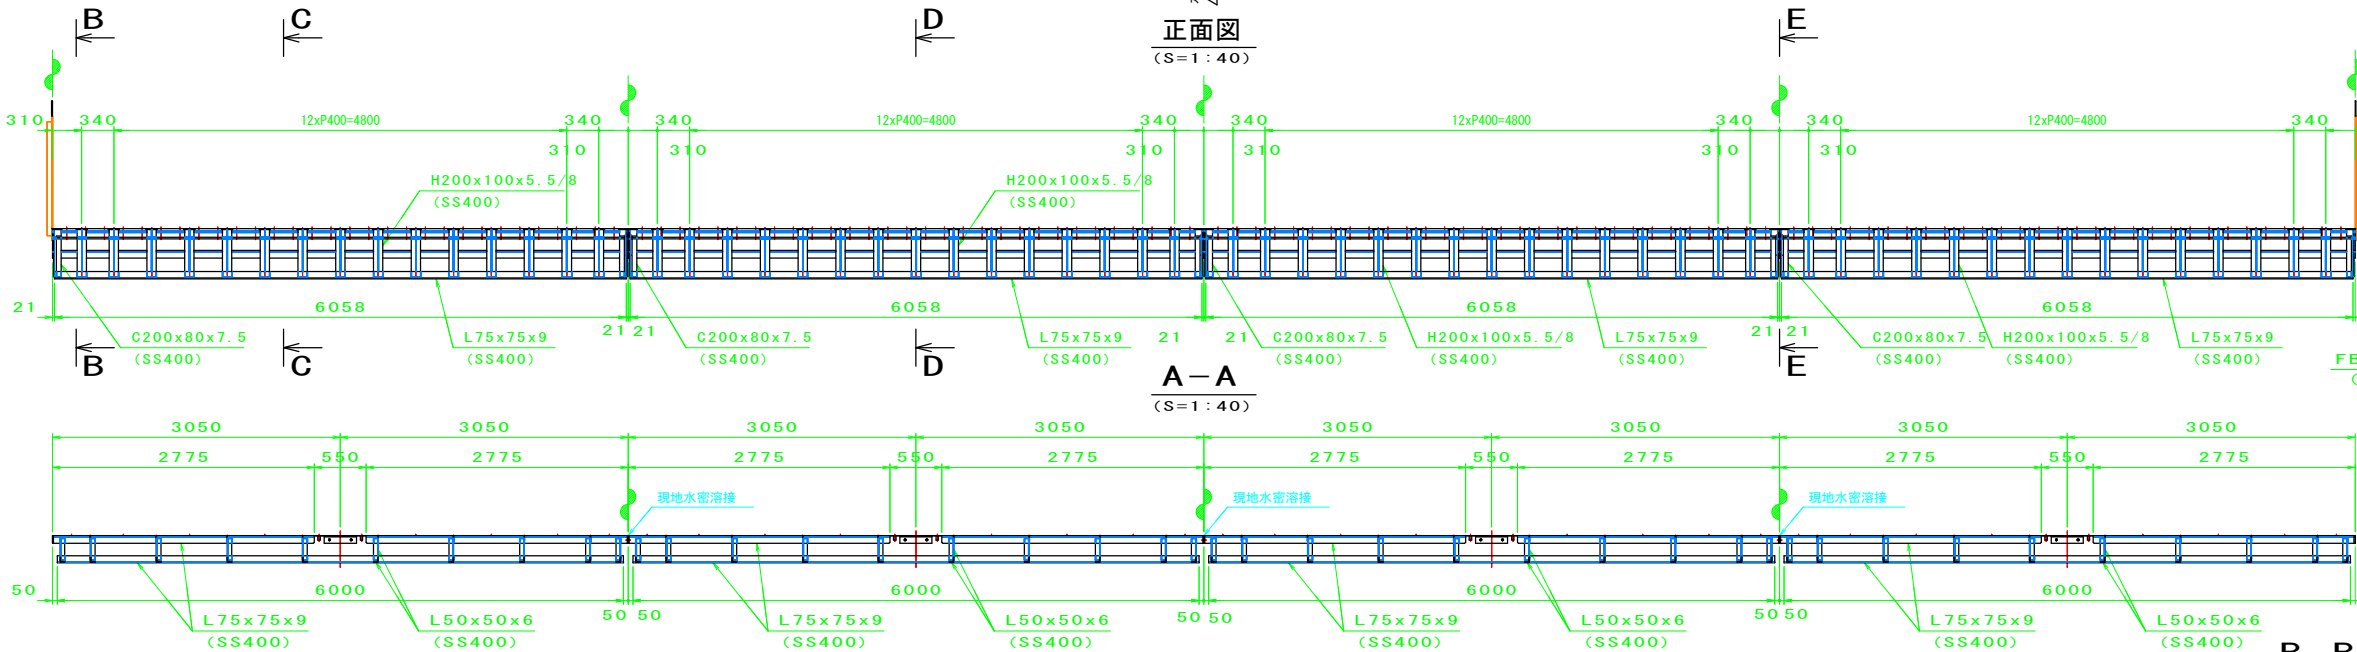 B C D E
正面図
(S=1:40)
310 340 12xP400=4800 340 340 12xP400=4800 340 340 12xP400=4800 340 340 12xP400=4800 340
310 310 310 310 310 310
H200x100x5.5/8
(SS400)
H200x100x5.5/8
(SS400)
21 6058 6058 6058 6058
21 21 21 21 21 21
C200x80x7.5
(SS400)
L75x75x9
(SS400)
C200x80x7.5
(SS400)
L75x75x9
(SS400)
C200x80x7.5
(SS400)
H200x100x5.5/8
(SS400)
L75x75x9
(SS400)
C200x80x7.5
(SS400)
H200x100x5.5/8
(SS400)
L75x75x9
(SS400)
FB
B C D E
A-A
(S=1:40)
3050 3050 3050 3050 3050 3050 3050 3050
2775 550 2775 2775 550 2775 2775 550 2775 2775 550 2775
現地水密溶接
現地水密溶接
現地水密溶接
50 6000 6000 6000 6000
50 50 50 50 50 50
L75x75x9
(SS400)
L50x50x6
(SS400)
L75x75x9
(SS400)
L50x50x6
(SS400)
L75x75x9
(SS400)
L50x50x6
(SS400)
L75x75x9
(SS400)
L50x50x6
(SS400)